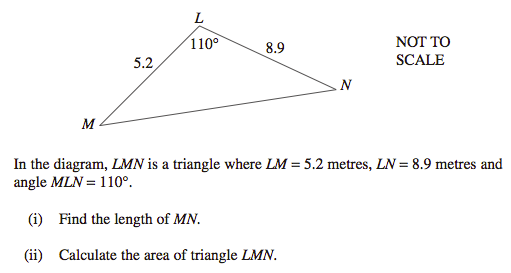 L
110°
8.9
NOT TO
SCALE
5.2
N
M
In the diagram, LMN is a triangle where LM = 5.2 metres, LN = 8.9 metres and
angle MLN = 110°.
(i) Find the length of MN.
(ii) Calculate the area of triangle LMN.